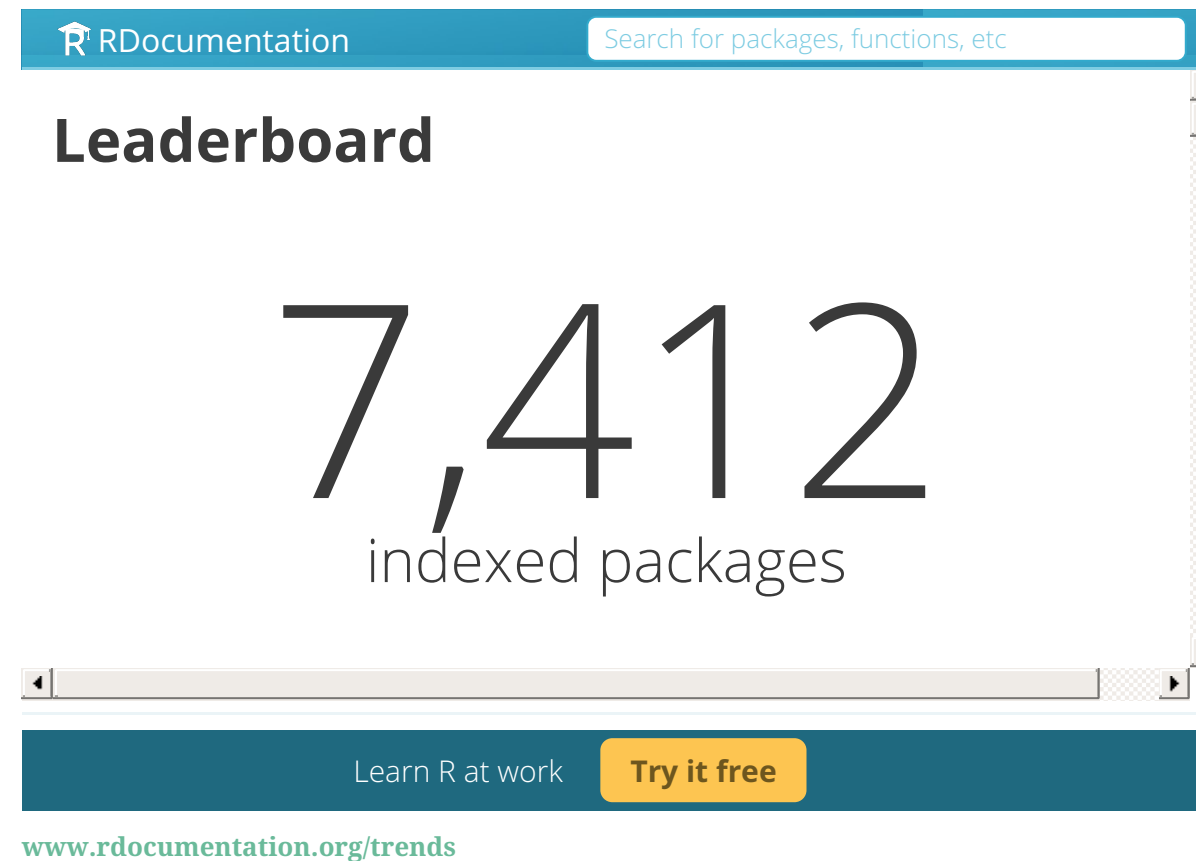 RDocumentation
Search for packages, functions, etc
Leaderboard
7,412
indexed packages
Learn R at work
Try it free
www.rdocumentation.org/trends